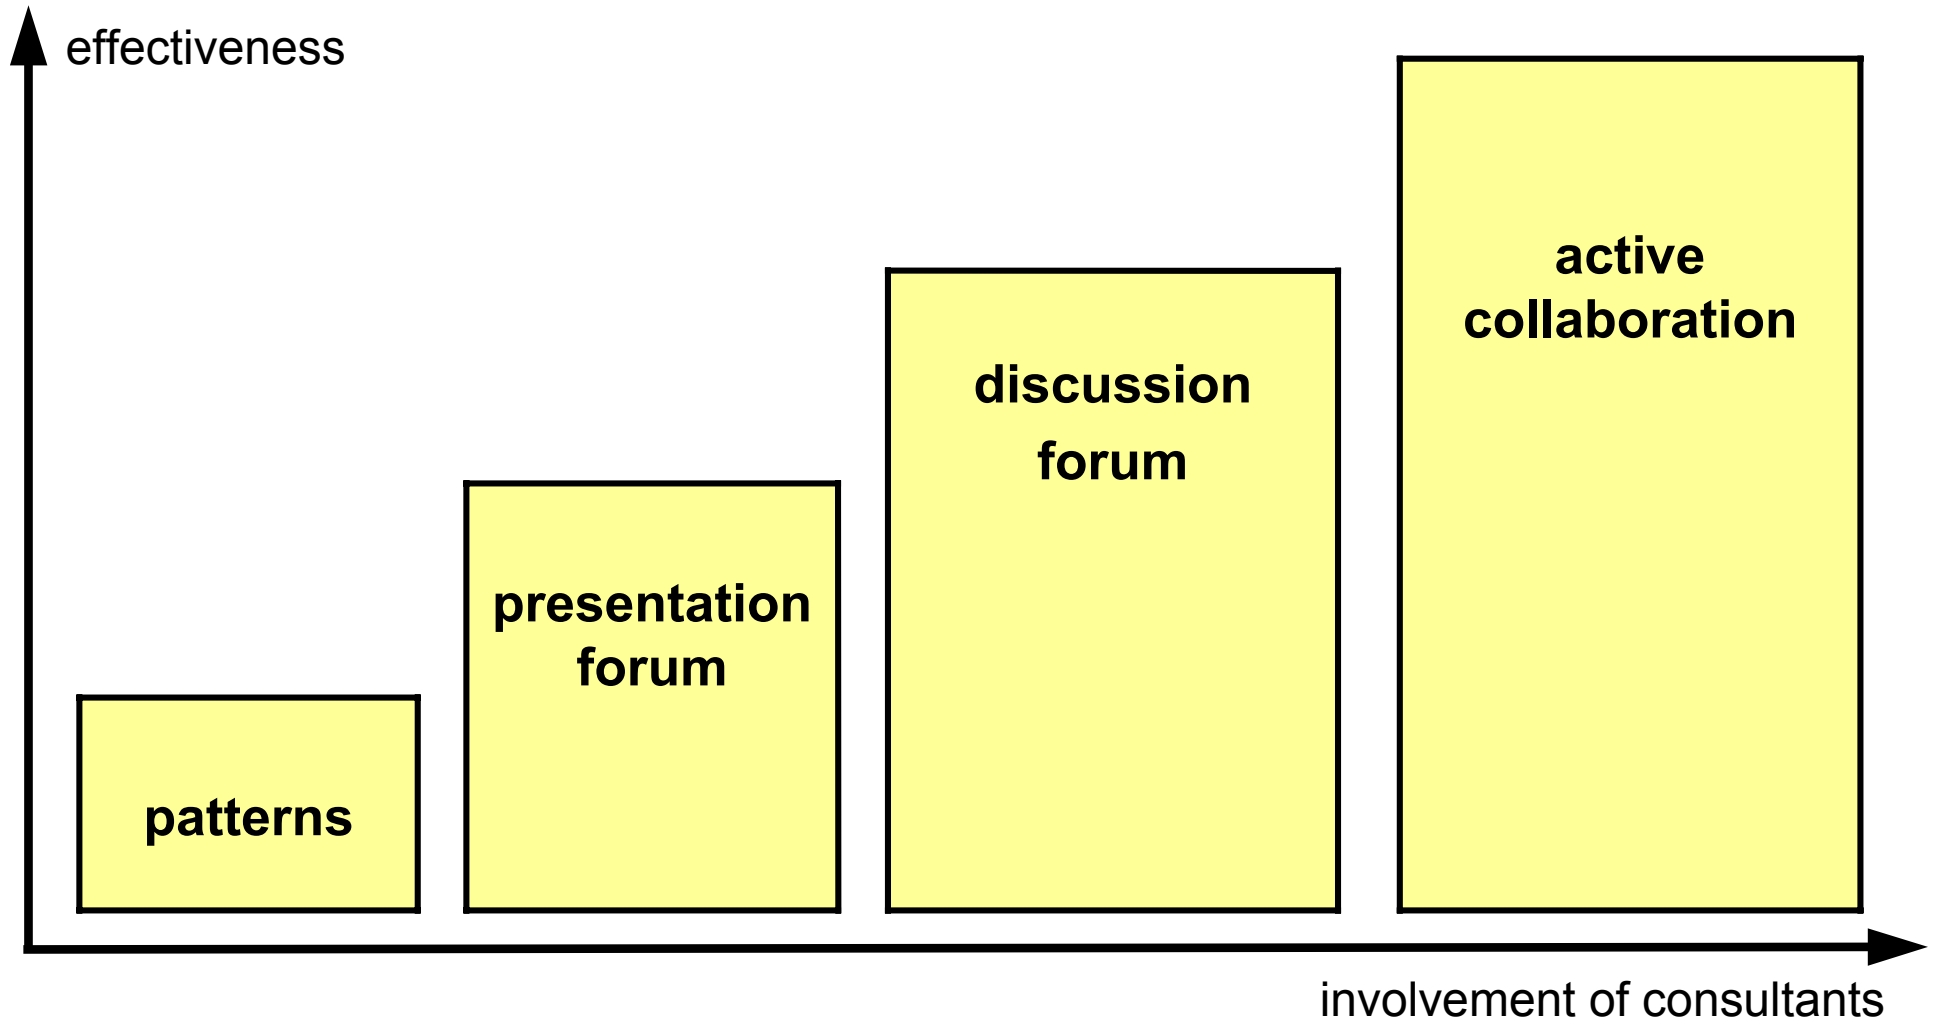 effectiveness
active
collaboration
discussion
forum
presentation
forum
patterns
involvement of consultants